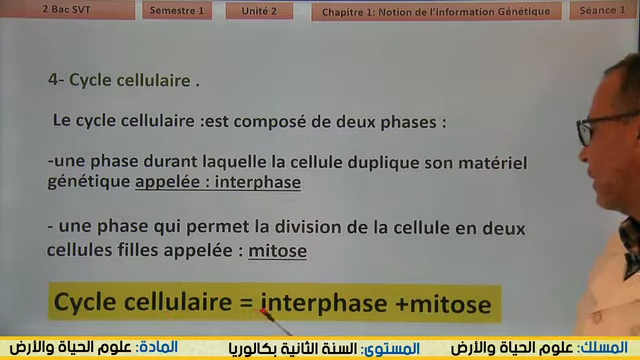 2 Bac SVT
Semestre 1
Unité 2
Chapitre 1: Notion de l'information Génétique
Séance 1
4- Cycle cellulaire .
Le cycle cellulaire :est composé de deux phases :
-une phase durant laquelle la cellule duplique son matériel
génétique appelée : interphase
- une phase qui permet la division de la cellule en deux
cellules filles appelée : mitose
Cycle cellulaire = interphase +mitose
المسلك: علوم الحياة والأرض
المستوى: السنة الثانية بكالوريا
المادة: علوم الحياة والأرض